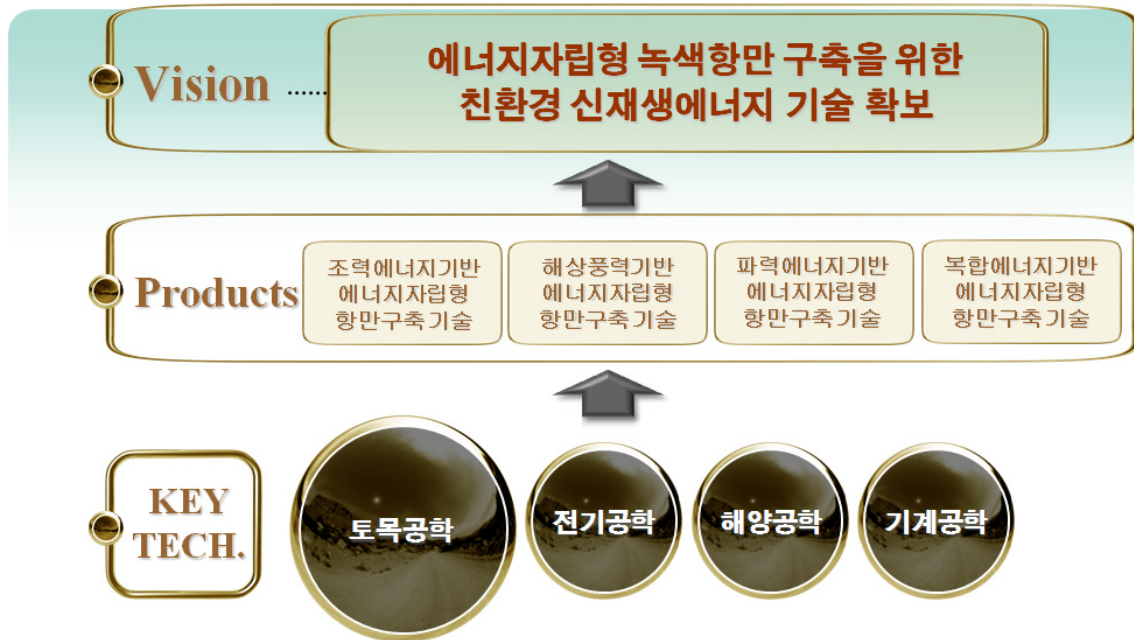 Vision ......
에너지자립형 녹색항만 구축을 위한
친환경 신재생에너지 기술 확보
Products
조력에너지기반
에너지자립형
항만구축 기술
해상풍력기반
에너지자립형
항만구축 기술
파력에너지기반
에너지자립형
항만구축 기술
복합에너지기반
에너지자립형
항만구축 기술
KEY
TECH.
토목공학
전기공학
해양공학
기계공학